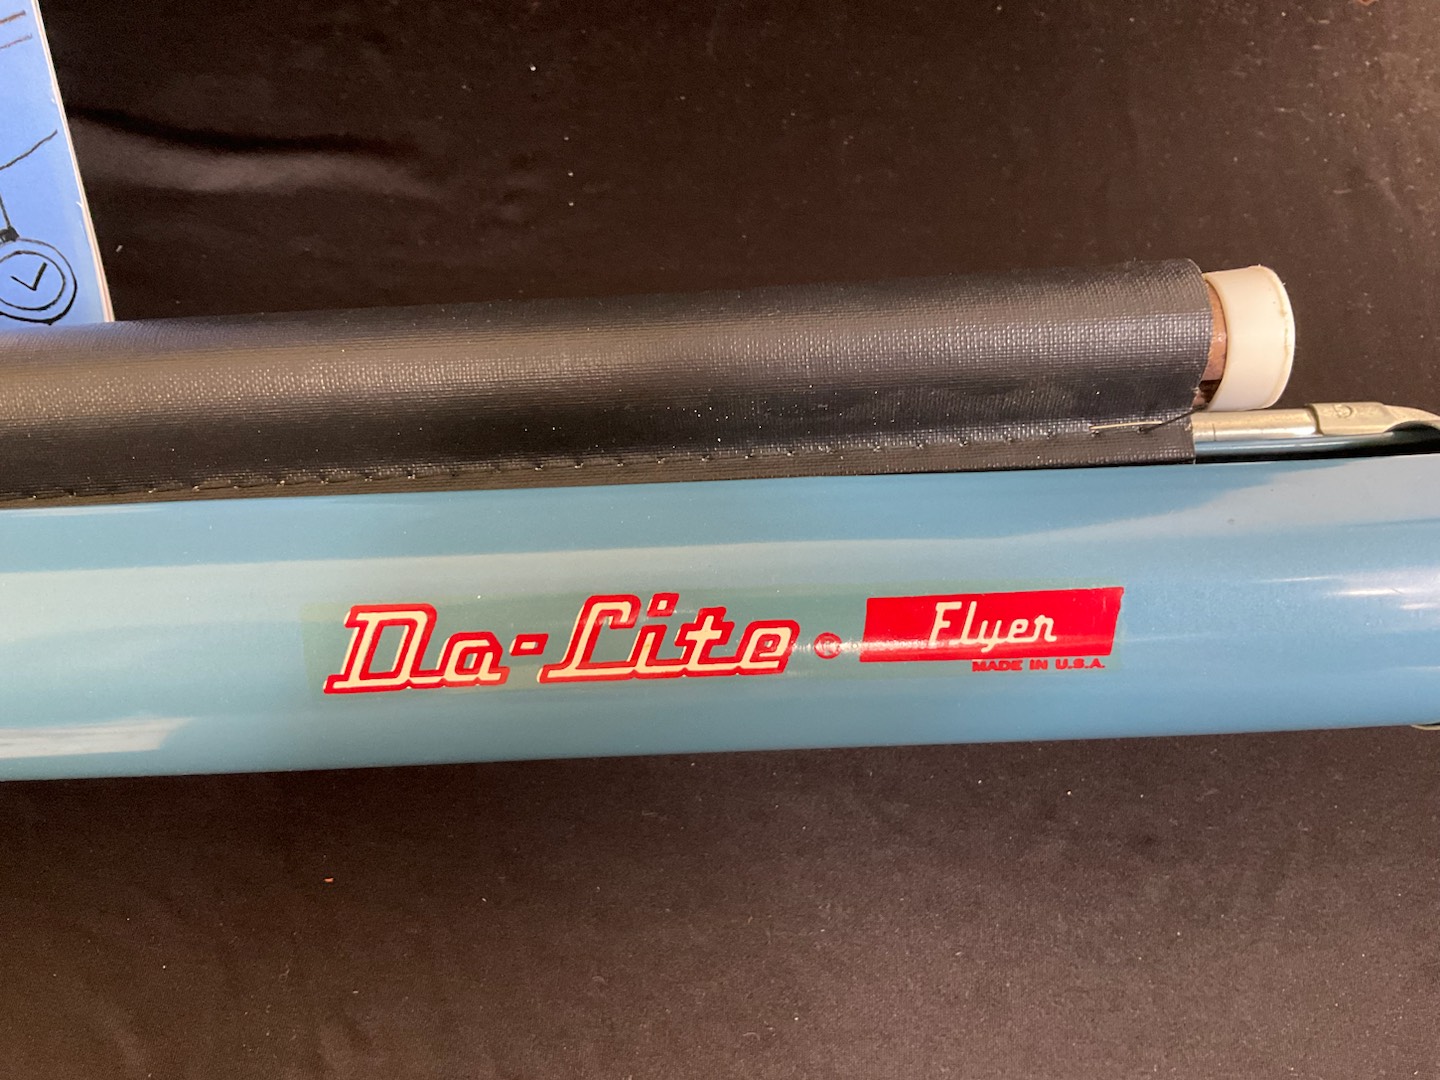 Da-Lite® Flyer
MADE IN U.S.A.